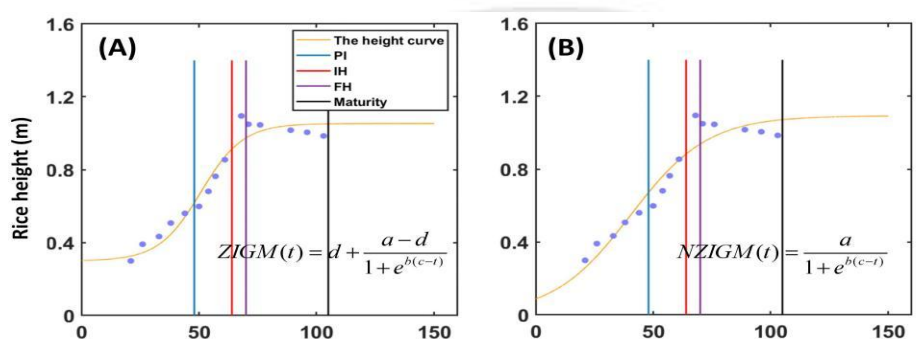 (A)
The height curve
PI
IH
FH
Maturity
Rice height (m)
1.6
1.2
0.8
0.4
0
0 50 100 150
ZIGM(t) = d + \frac{a-d}{1+e^{b(c-t)}}
(B)
1.6
1.2
0.8
0.4
0
0 50 100 150
NZIGM(t) = \frac{a}{1+e^{b(c-t)}}